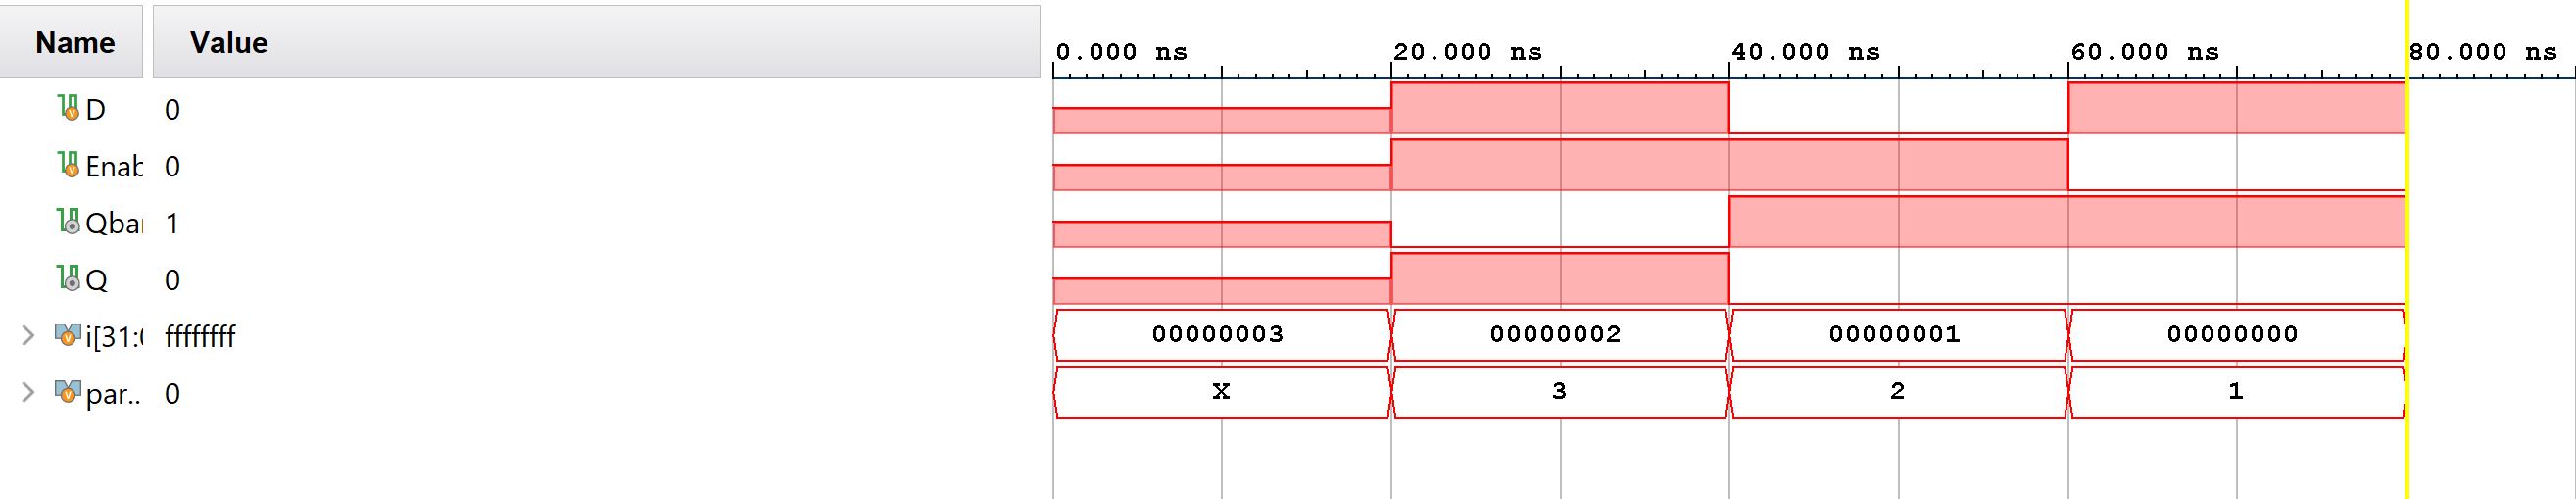 Name Value 0.000 ns 20.000 ns 40.000 ns 60.000 ns 80.000 ns
D 0
Enab 0
Qba 1
Q 0
i[31: ffffffff 00000003 00000002 00000001 00000000
par.. 0 X 3 2 1